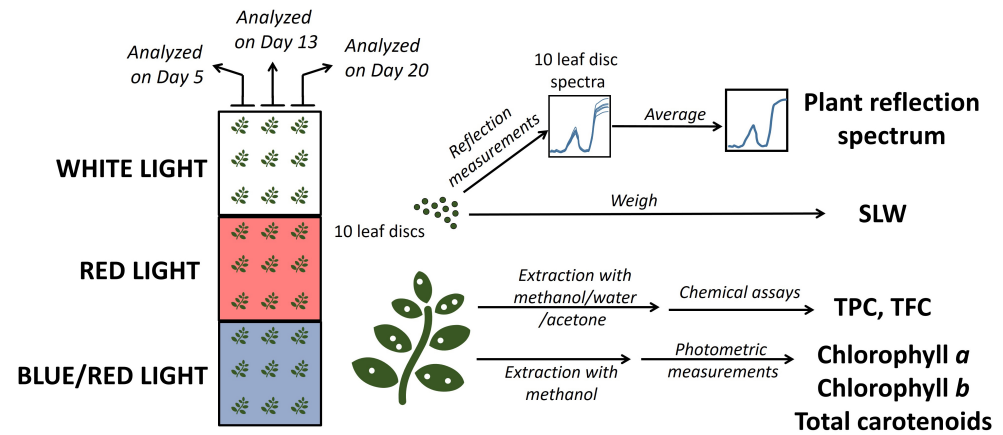 Analyzed
on Day 13
Analyzed
on Day 5
Analyzed
on Day 20
WHITE LIGHT
RED LIGHT
BLUE/RED LIGHT
10 leaf discs
Reflection
measurements
10 leaf disc
spectra
Average
Plant reflection
spectrum
Weigh
SLW
Extraction with
methanol/water
/acetone
Chemical assays
TPC, TFC
Extraction with
methanol
Photometric
measurements
Chlorophyll a
Chlorophyll b
Total carotenoids